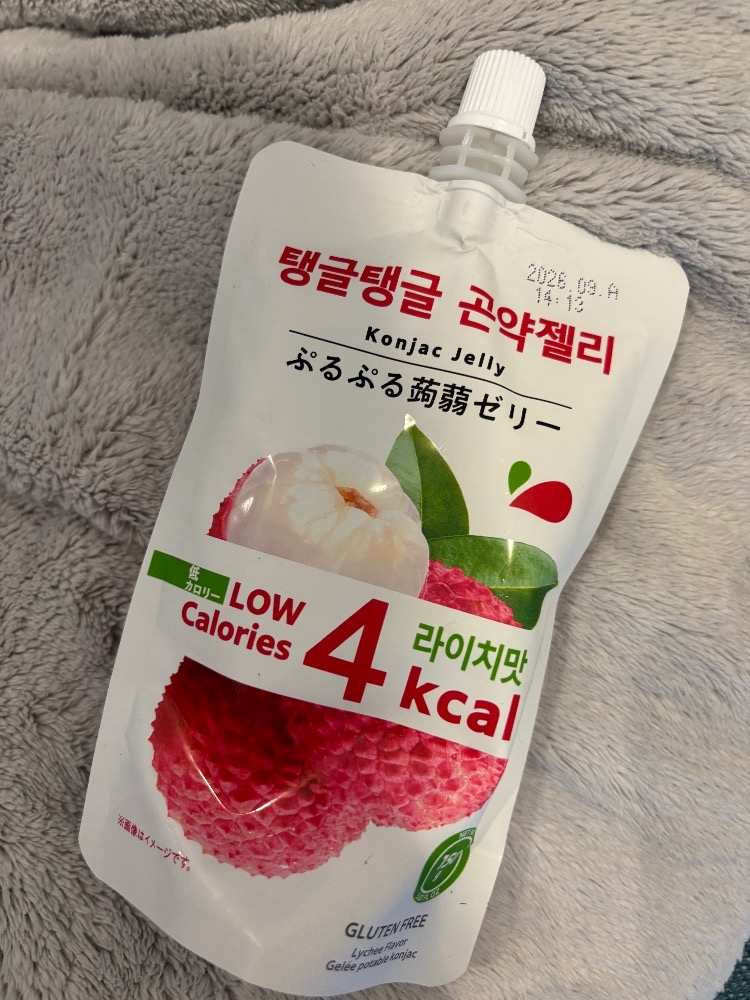 2026.09.A
14:13
탱글탱글 곤약젤리
Konjac Jelly
ぷるぷる蒟蒻ゼリー
低
カロリー
LOW
Calories
4
kcal
라이치맛
※画像はイメージです。
150
g
GLUTEN FREE
Lychee Flavor
Gelée potable konjac